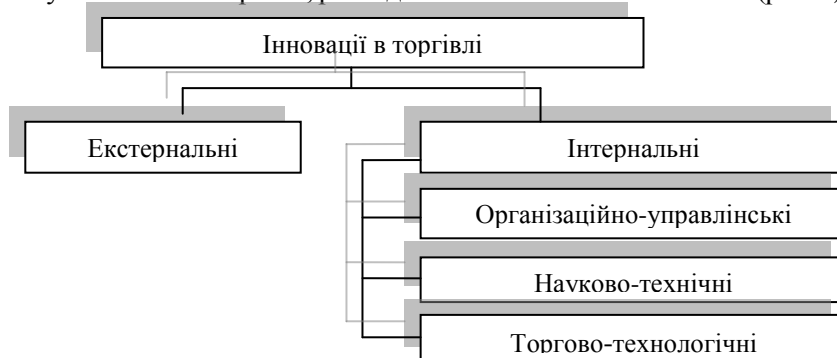 Інновації в торгівлі
Екстернальні
Інтернальні
Організаційно-управлінські
Науково-технічні
Торгово-технологічні